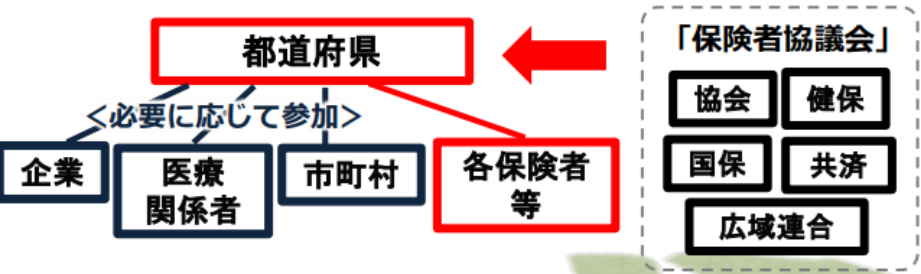 都道府県
「保険者協議会」
協会
健保
国保
共済
広域連合
＜必要に応じて参加＞
企業
医療
関係者
市町村
各保険者
等